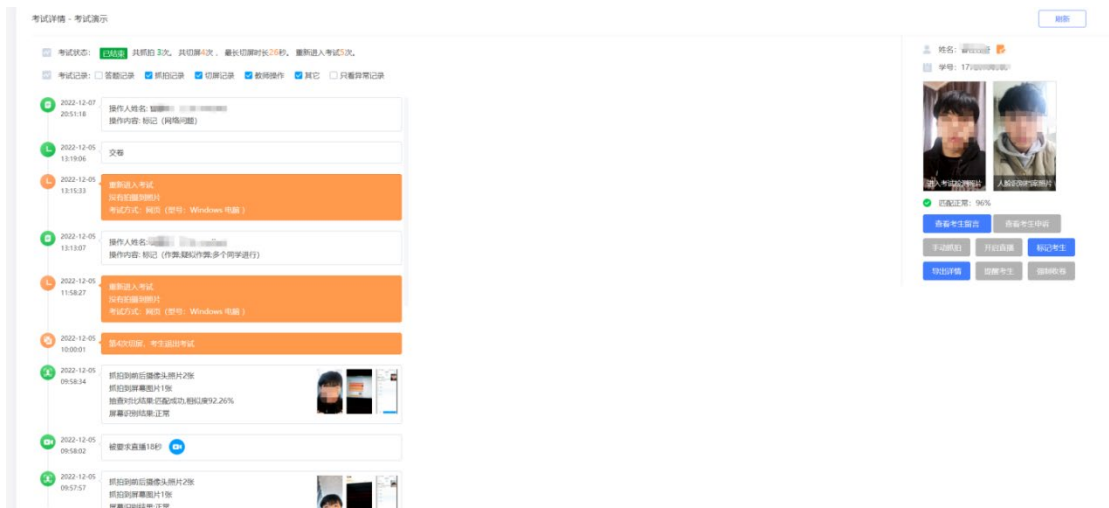 考试详情 - 考试演示
刷新
考试状态: 已结束 共抓拍 3次。 共切屏4次 。 最长切屏时长26秒。 重新进入考试5次。
考试记录: 答题记录 抓拍记录 切屏记录 教师操作 其它 只看异常记录
2022-12-07
20:51:18
操作人姓名:
操作内容: 标记 (网络问题)
2022-12-05
13:19:06
交卷
2022-12-05
13:15:33
重新进入考试
没有拍摄到照片
考试方式: 网页 (型号: Windows 电脑 )
2022-12-05
13:13:07
操作人姓名:
操作内容: 标记 (作弊;疑似作弊;多个同学进行)
2022-12-05
11:58:27
重新进入考试
没有拍摄到照片
考试方式: 网页 (型号: Windows 电脑 )
2022-12-05
10:00:01
第4次切屏, 考生退出考试
2022-12-05
09:58:34
抓拍到前后摄像头照片2张
抓拍到屏幕图片1张
抽查对比结果:匹配成功,相似度92.26%
屏幕识别结果:正常
2022-12-05
09:58:02
被要求直播18秒
2022-12-05
09:57:57
抓拍到前后摄像头照片2张
抓拍到屏幕图片1张
屏幕识别结果:正常
姓名:
学号: 17
进入考试检测照片
人脸识别档案照片
匹配正常: 96%
查看考生留言 查看考生申诉
手动抓拍 开启直播 标记考生
导出详情 提醒考生 强制收卷